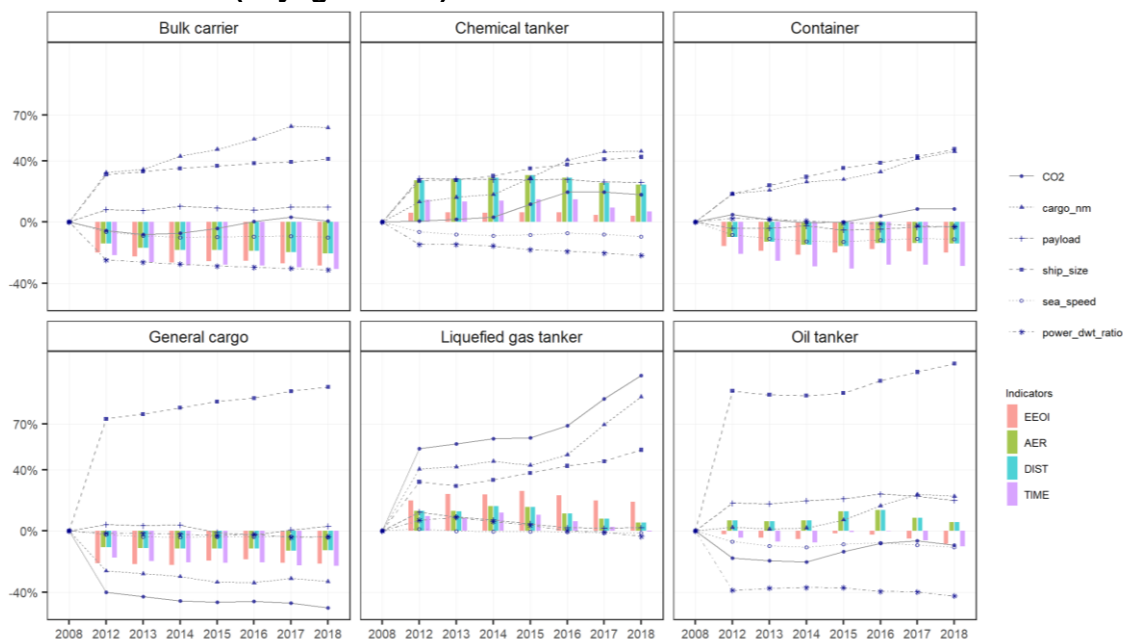 Bulk carrier Chemical tanker Container
70%
40%
0%
-40%
CO2
cargo_nm
payload
ship_size
sea_speed
power_dwt_ratio
General cargo Liquefied gas tanker Oil tanker
70%
40%
0%
-40%
Indicators
EEOI
AER
DIST
TIME
2008 2012 2013 2014 2015 2016 2017 2018 2008 2012 2013 2014 2015 2016 2017 2018 2008 2012 2013 2014 2015 2016 2017 2018